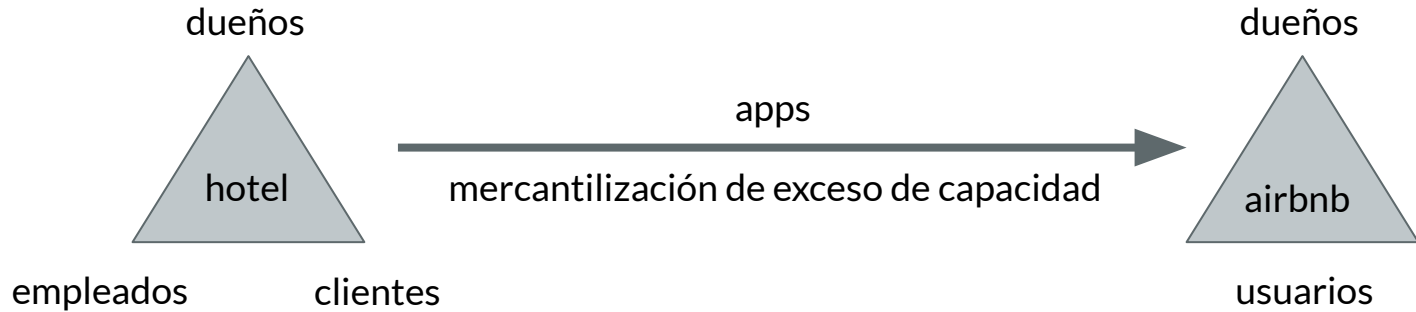 dueños
dueños
apps
hotel
mercantilización de exceso de capacidad
airbnb
empleados
clientes
usuarios